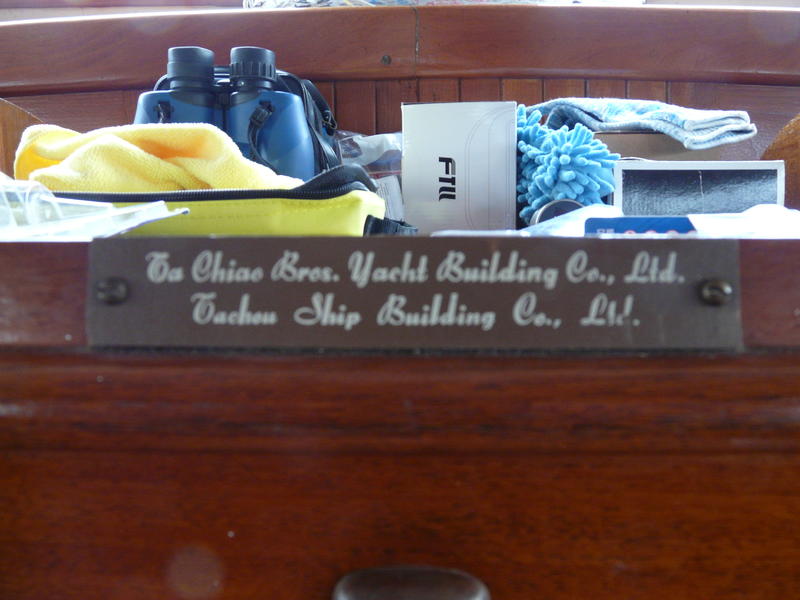 Ta Chiao Bros. Yacht Building Co., Ltd.
Tachou Ship Building Co., Ltd.